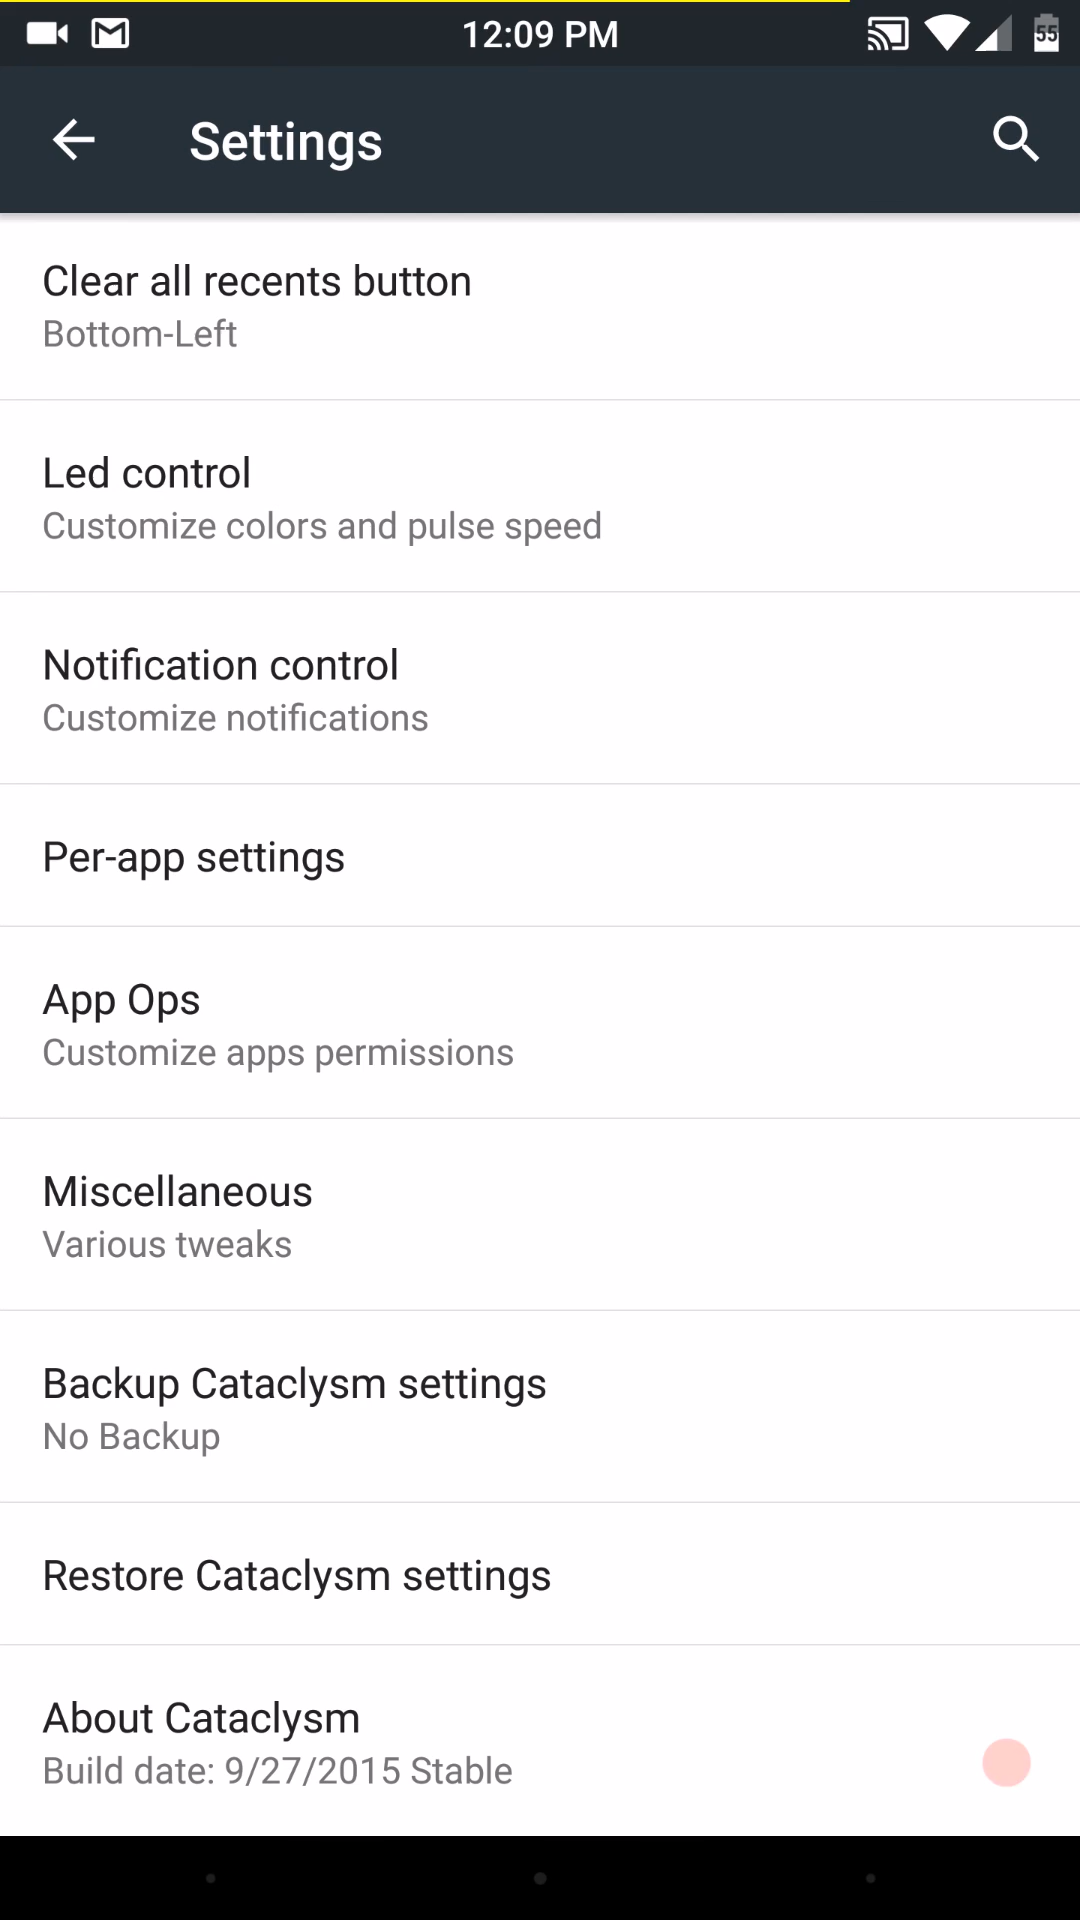 12:09 PM
55
Settings
Clear all recents button
Bottom-Left
Led control
Customize colors and pulse speed
Notification control
Customize notifications
Per-app settings
App Ops
Customize apps permissions
Miscellaneous
Various tweaks
Backup Cataclysm settings
No Backup
Restore Cataclysm settings
About Cataclysm
Build date: 9/27/2015 Stable